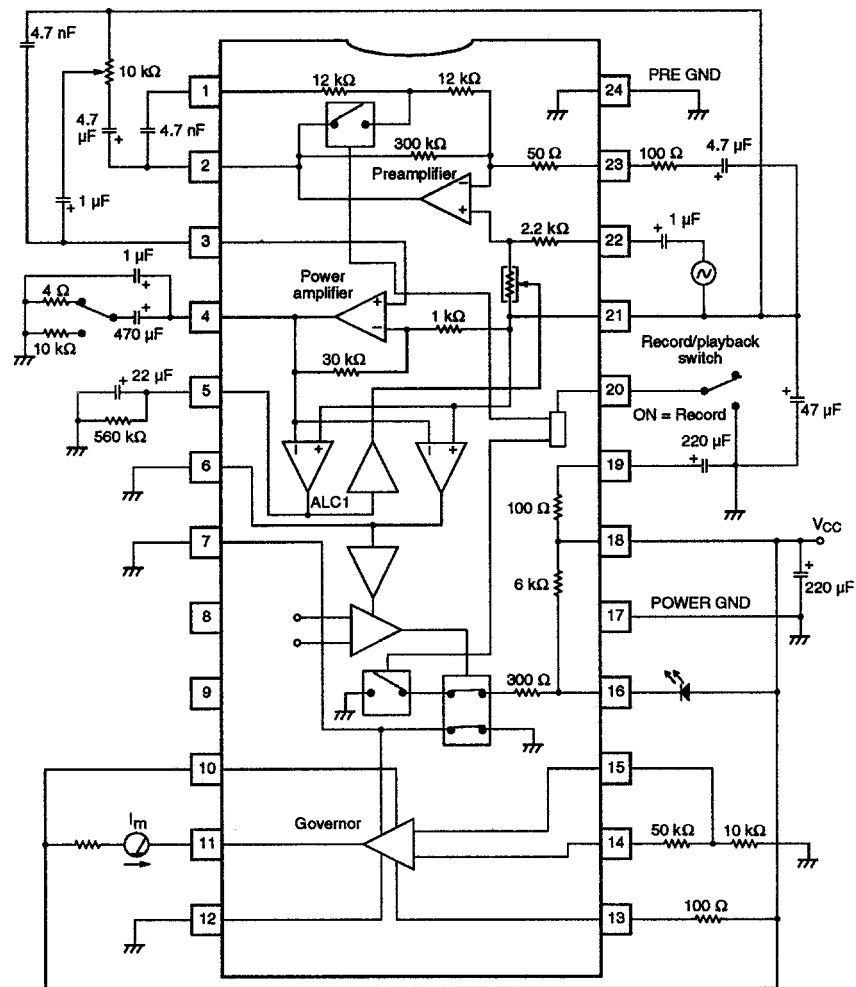 4.7 nF
10 kΩ
4.7 µF
+
4.7 nF
1 µF
+
1 µF
+
4 Ω
+
470 µF
10 kΩ
+ 22 µF
560 kΩ
1
2
3
4
5
6
7
8
9
10
11
12
Im
12 kΩ
12 kΩ
300 kΩ
50 Ω
Preamplifier
−
+
2.2 kΩ
Power amplifier
+
−
1 kΩ
30 kΩ
− +
− +
ALC1
100 Ω
6 kΩ
300 Ω
Governor
24
23
22
21
20
19
18
17
16
15
14
13
PRE GND
100 Ω
4.7 µF
+
1 µF
+
Record/playback switch
ON = Record
+
47 µF
220 µF
+
VCC
+
220 µF
POWER GND
50 kΩ
10 kΩ
100 Ω